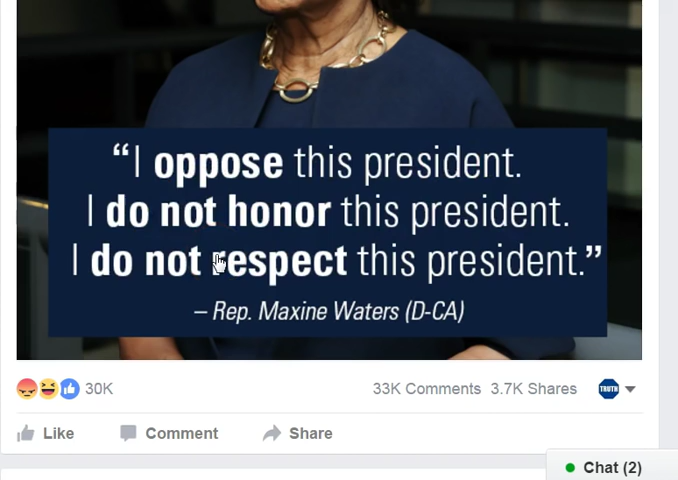 “I oppose this president.
I do not honor this president.
I do not respect this president.”
– Rep. Maxine Waters (D-CA)
30K
33K Comments 3.7K Shares
TRUTH
Like Comment Share
Chat (2)